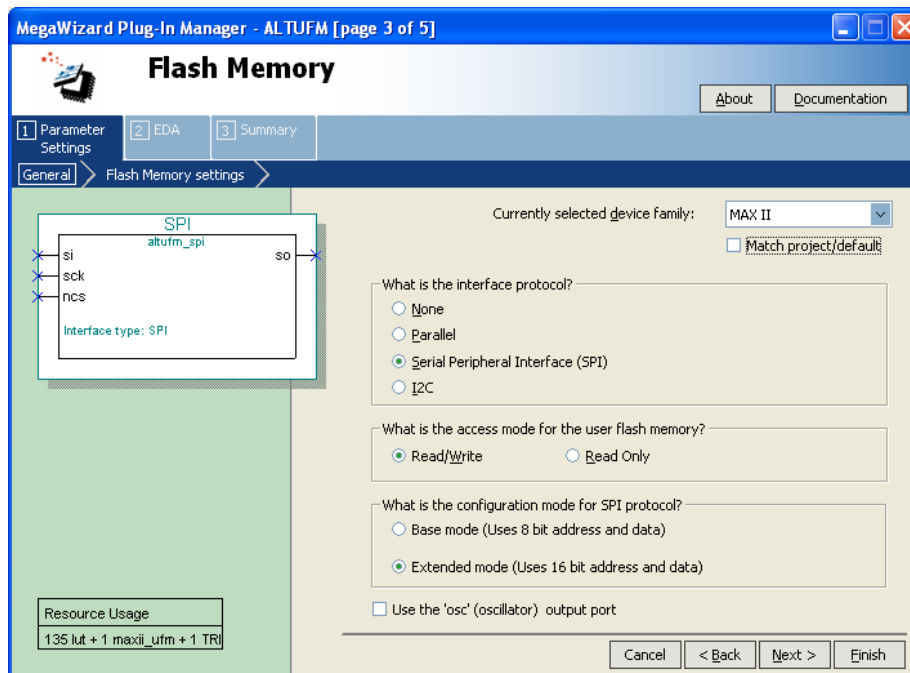 MegaWizard Plug-In Manager - ALTUFM [page 3 of 5]
Flash Memory
About
Documentation
1 Parameter Settings
2 EDA
3 Summary
General
Flash Memory settings
SPI
altufm_spi
si
so
sck
ncs
Interface type: SPI
Currently selected device family:
MAX II
Match project/default
What is the interface protocol?
None
Parallel
Serial Peripheral Interface (SPI)
I2C
What is the access mode for the user flash memory?
Read/Write
Read Only
What is the configuration mode for SPI protocol?
Base mode (Uses 8 bit address and data)
Extended mode (Uses 16 bit address and data)
Use the 'osc' (oscillator) output port
Resource Usage
135 lut + 1 maxii_ufm + 1 TRI
Cancel
< Back
Next >
Finish